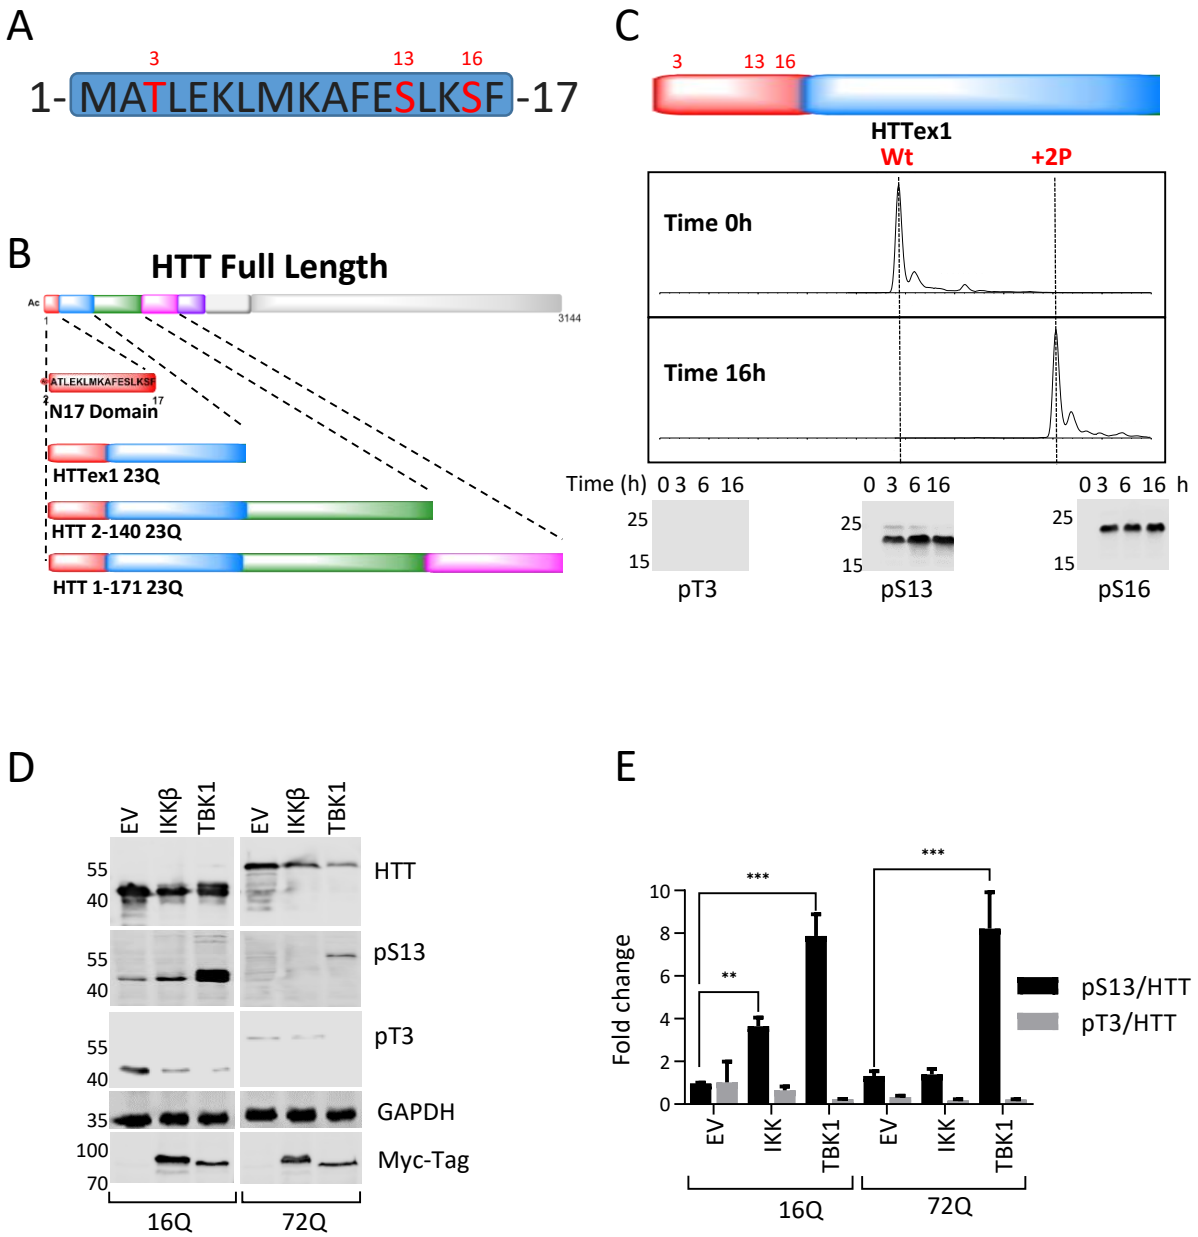 A
3 13 16
1- MATLEKLMKAFESLKSF -17
B
HTT Full Length
Ac
1 3144
ATLEKLMKAFESLKSF
2 17
N17 Domain
HTTex1 23Q
HTT 2-140 23Q
HTT 1-171 23Q
C
3 13 16
HTTex1
Wt +2P
Time 0h
Time 16h
Time (h) 0 3 6 16 0 3 6 16 0 3 6 16 h
25 25 25
15 15 15
pT3 pS13 pS16
D
EV IKKβ TBK1 EV IKKβ TBK1
55 HTT
40
55 pS13
40
55 pT3
40
35 GAPDH
100 Myc-Tag
70
16Q 72Q
E
*** ***
**
Fold change
10
8
6
4
2
0
pS13/HTT
pT3/HTT
EV IKK TBK1 EV IKK TBK1
16Q 72Q